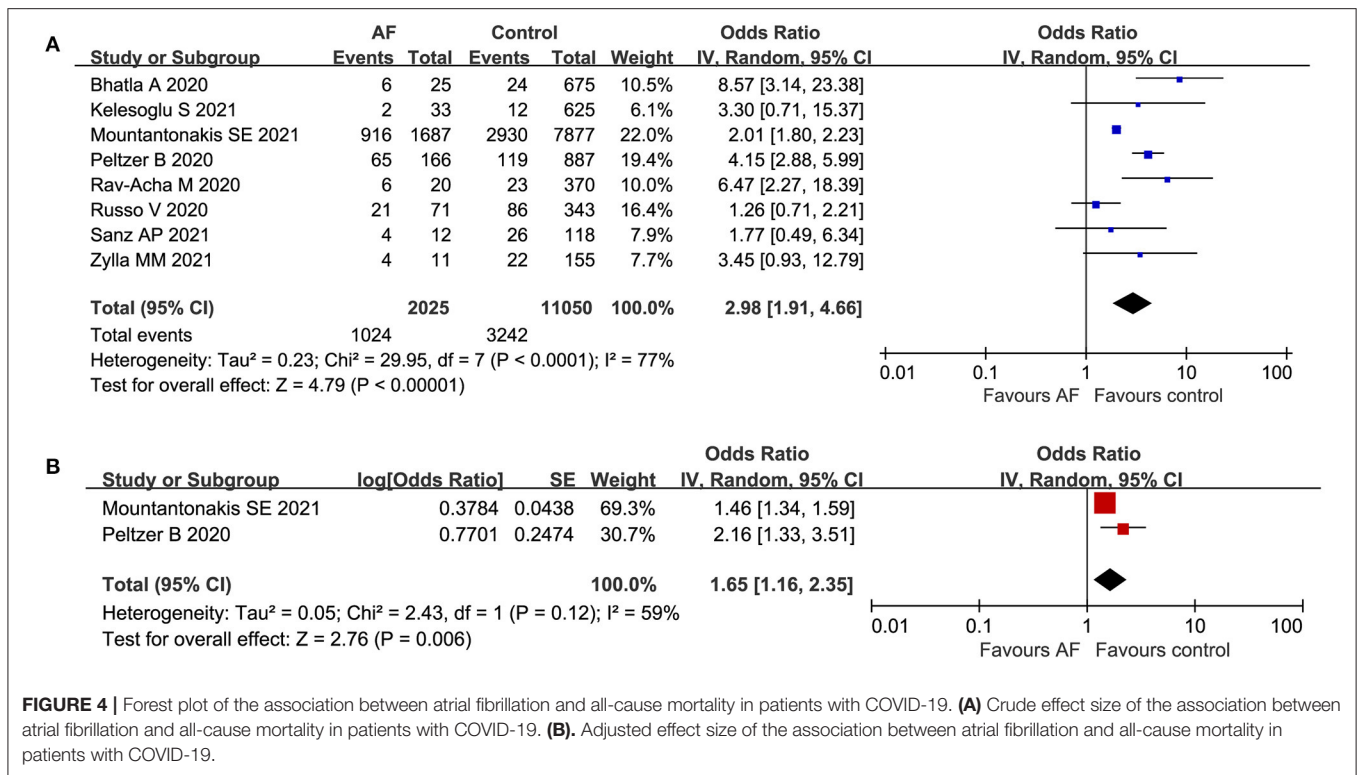 A
AF Control Odds Ratio Odds Ratio
Study or Subgroup Events Total Events Total Weight IV, Random, 95% CI IV, Random, 95% CI
Bhatla A 2020 6 25 24 675 10.5% 8.57 [3.14, 23.38]
Kelesoglu S 2021 2 33 12 625 6.1% 3.30 [0.71, 15.37]
Mountantonakis SE 2021 916 1687 2930 7877 22.0% 2.01 [1.80, 2.23]
Peltzer B 2020 65 166 119 887 19.4% 4.15 [2.88, 5.99]
Rav-Acha M 2020 6 20 23 370 10.0% 6.47 [2.27, 18.39]
Russo V 2020 21 71 86 343 16.4% 1.26 [0.71, 2.21]
Sanz AP 2021 4 12 26 118 7.9% 1.77 [0.49, 6.34]
Zylla MM 2021 4 11 22 155 7.7% 3.45 [0.93, 12.79]
Total (95% CI) 2025 11050 100.0% 2.98 [1.91, 4.66]
Total events 1024 3242
Heterogeneity: Tau² = 0.23; Chi² = 29.95, df = 7 (P < 0.0001); I² = 77%
Test for overall effect: Z = 4.79 (P < 0.00001)
0.01 0.1 1 10 100
Favours AF Favours control
B
Odds Ratio Odds Ratio
Study or Subgroup log[Odds Ratio] SE Weight IV, Random, 95% CI IV, Random, 95% CI
Mountantonakis SE 2021 0.3784 0.0438 69.3% 1.46 [1.34, 1.59]
Peltzer B 2020 0.7701 0.2474 30.7% 2.16 [1.33, 3.51]
Total (95% CI) 100.0% 1.65 [1.16, 2.35]
Heterogeneity: Tau² = 0.05; Chi² = 2.43, df = 1 (P = 0.12); I² = 59%
Test for overall effect: Z = 2.76 (P = 0.006)
0.01 0.1 1 10 100
Favours AF Favours control
FIGURE 4 | Forest plot of the association between atrial fibrillation and all-cause mortality in patients with COVID-19. (A) Crude effect size of the association between
atrial fibrillation and all-cause mortality in patients with COVID-19. (B). Adjusted effect size of the association between atrial fibrillation and all-cause mortality in
patients with COVID-19.